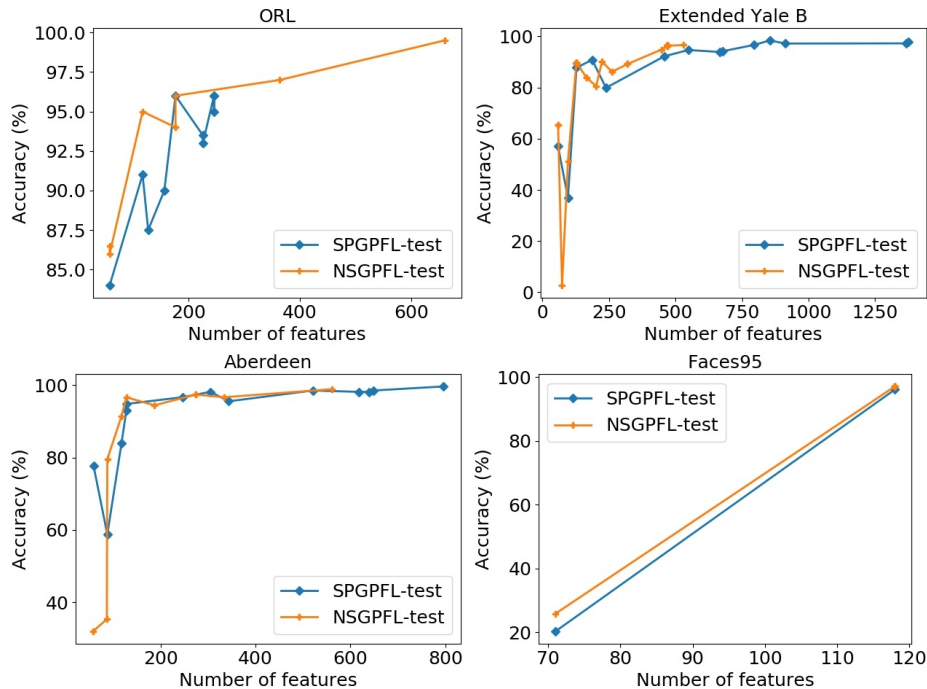 ORL
100.0
97.5
95.0
92.5
90.0
87.5
85.0
Accuracy (%)
SPGPFL-test
NSGPFL-test
200 400 600
Number of features
Extended Yale B
100
80
60
40
20
0
Accuracy (%)
SPGPFL-test
NSGPFL-test
0 250 500 750 1000 1250
Number of features
Aberdeen
100
80
60
40
Accuracy (%)
SPGPFL-test
NSGPFL-test
200 400 600 800
Number of features
Faces95
100
80
60
40
20
Accuracy (%)
SPGPFL-test
NSGPFL-test
70 80 90 100 110 120
Number of features